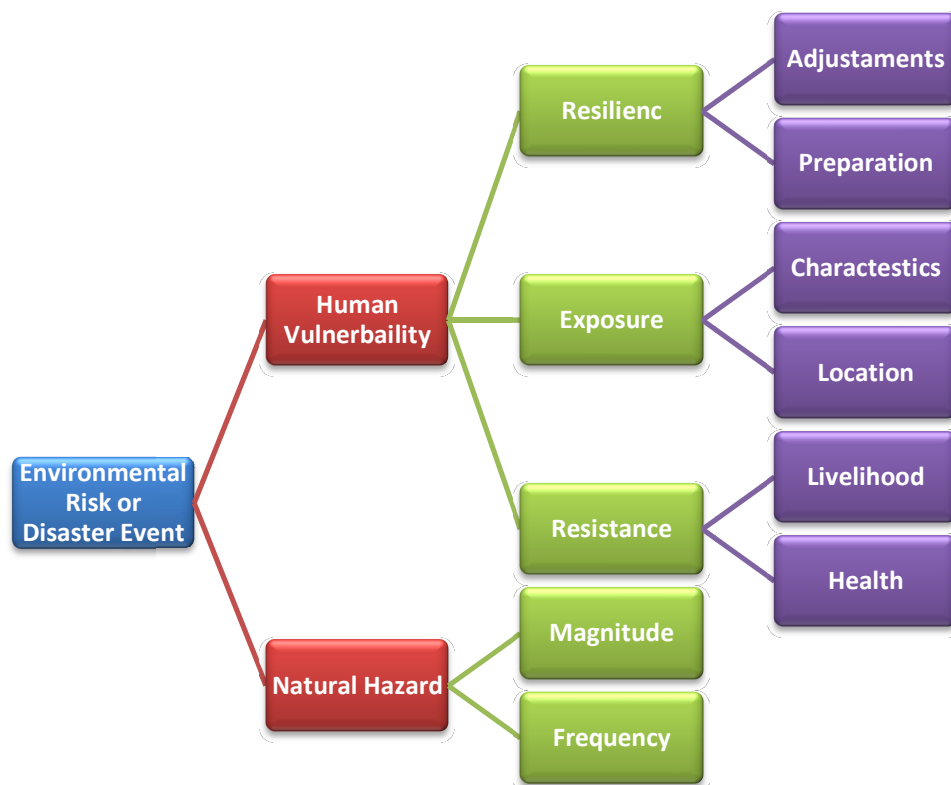 Environmental
Risk or
Disaster Event
Human
Vulnerbaility
Resilienc
Adjustaments
Preparation
Exposure
Charactestics
Location
Resistance
Livelihood
Health
Natural Hazard
Magnitude
Frequency